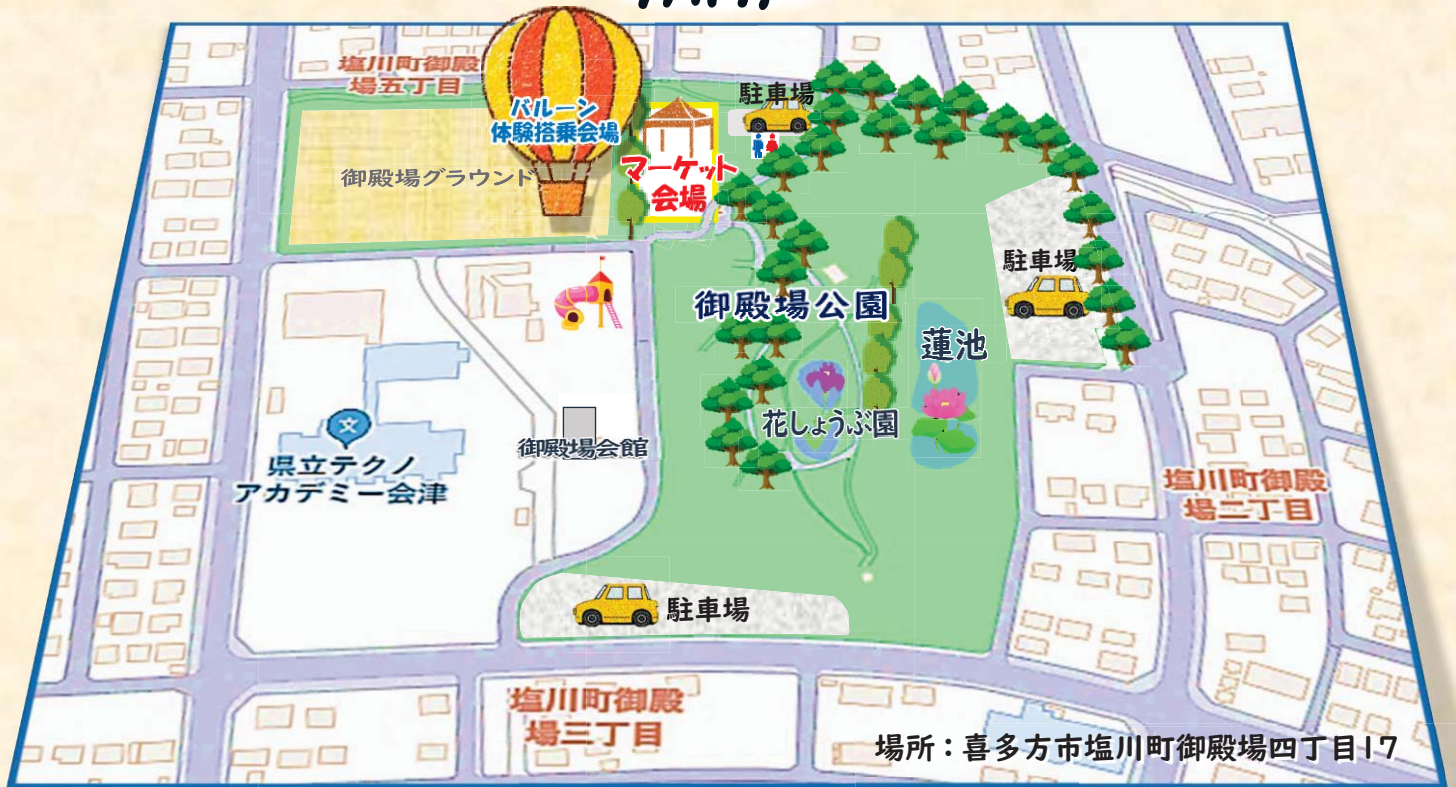 塩川町御殿
場五丁目
バルーン
体験搭乗会場
駐車場
御殿場グラウンド
マーケット
会場
駐車場
御殿場公園
蓮池
花しょうぶ園
御殿場会館
文
県立テクノ
アカデミー会津
塩川町御殿
場二丁目
駐車場
塩川町御殿
場三丁目
場所：喜多方市塩川町御殿場四丁目17